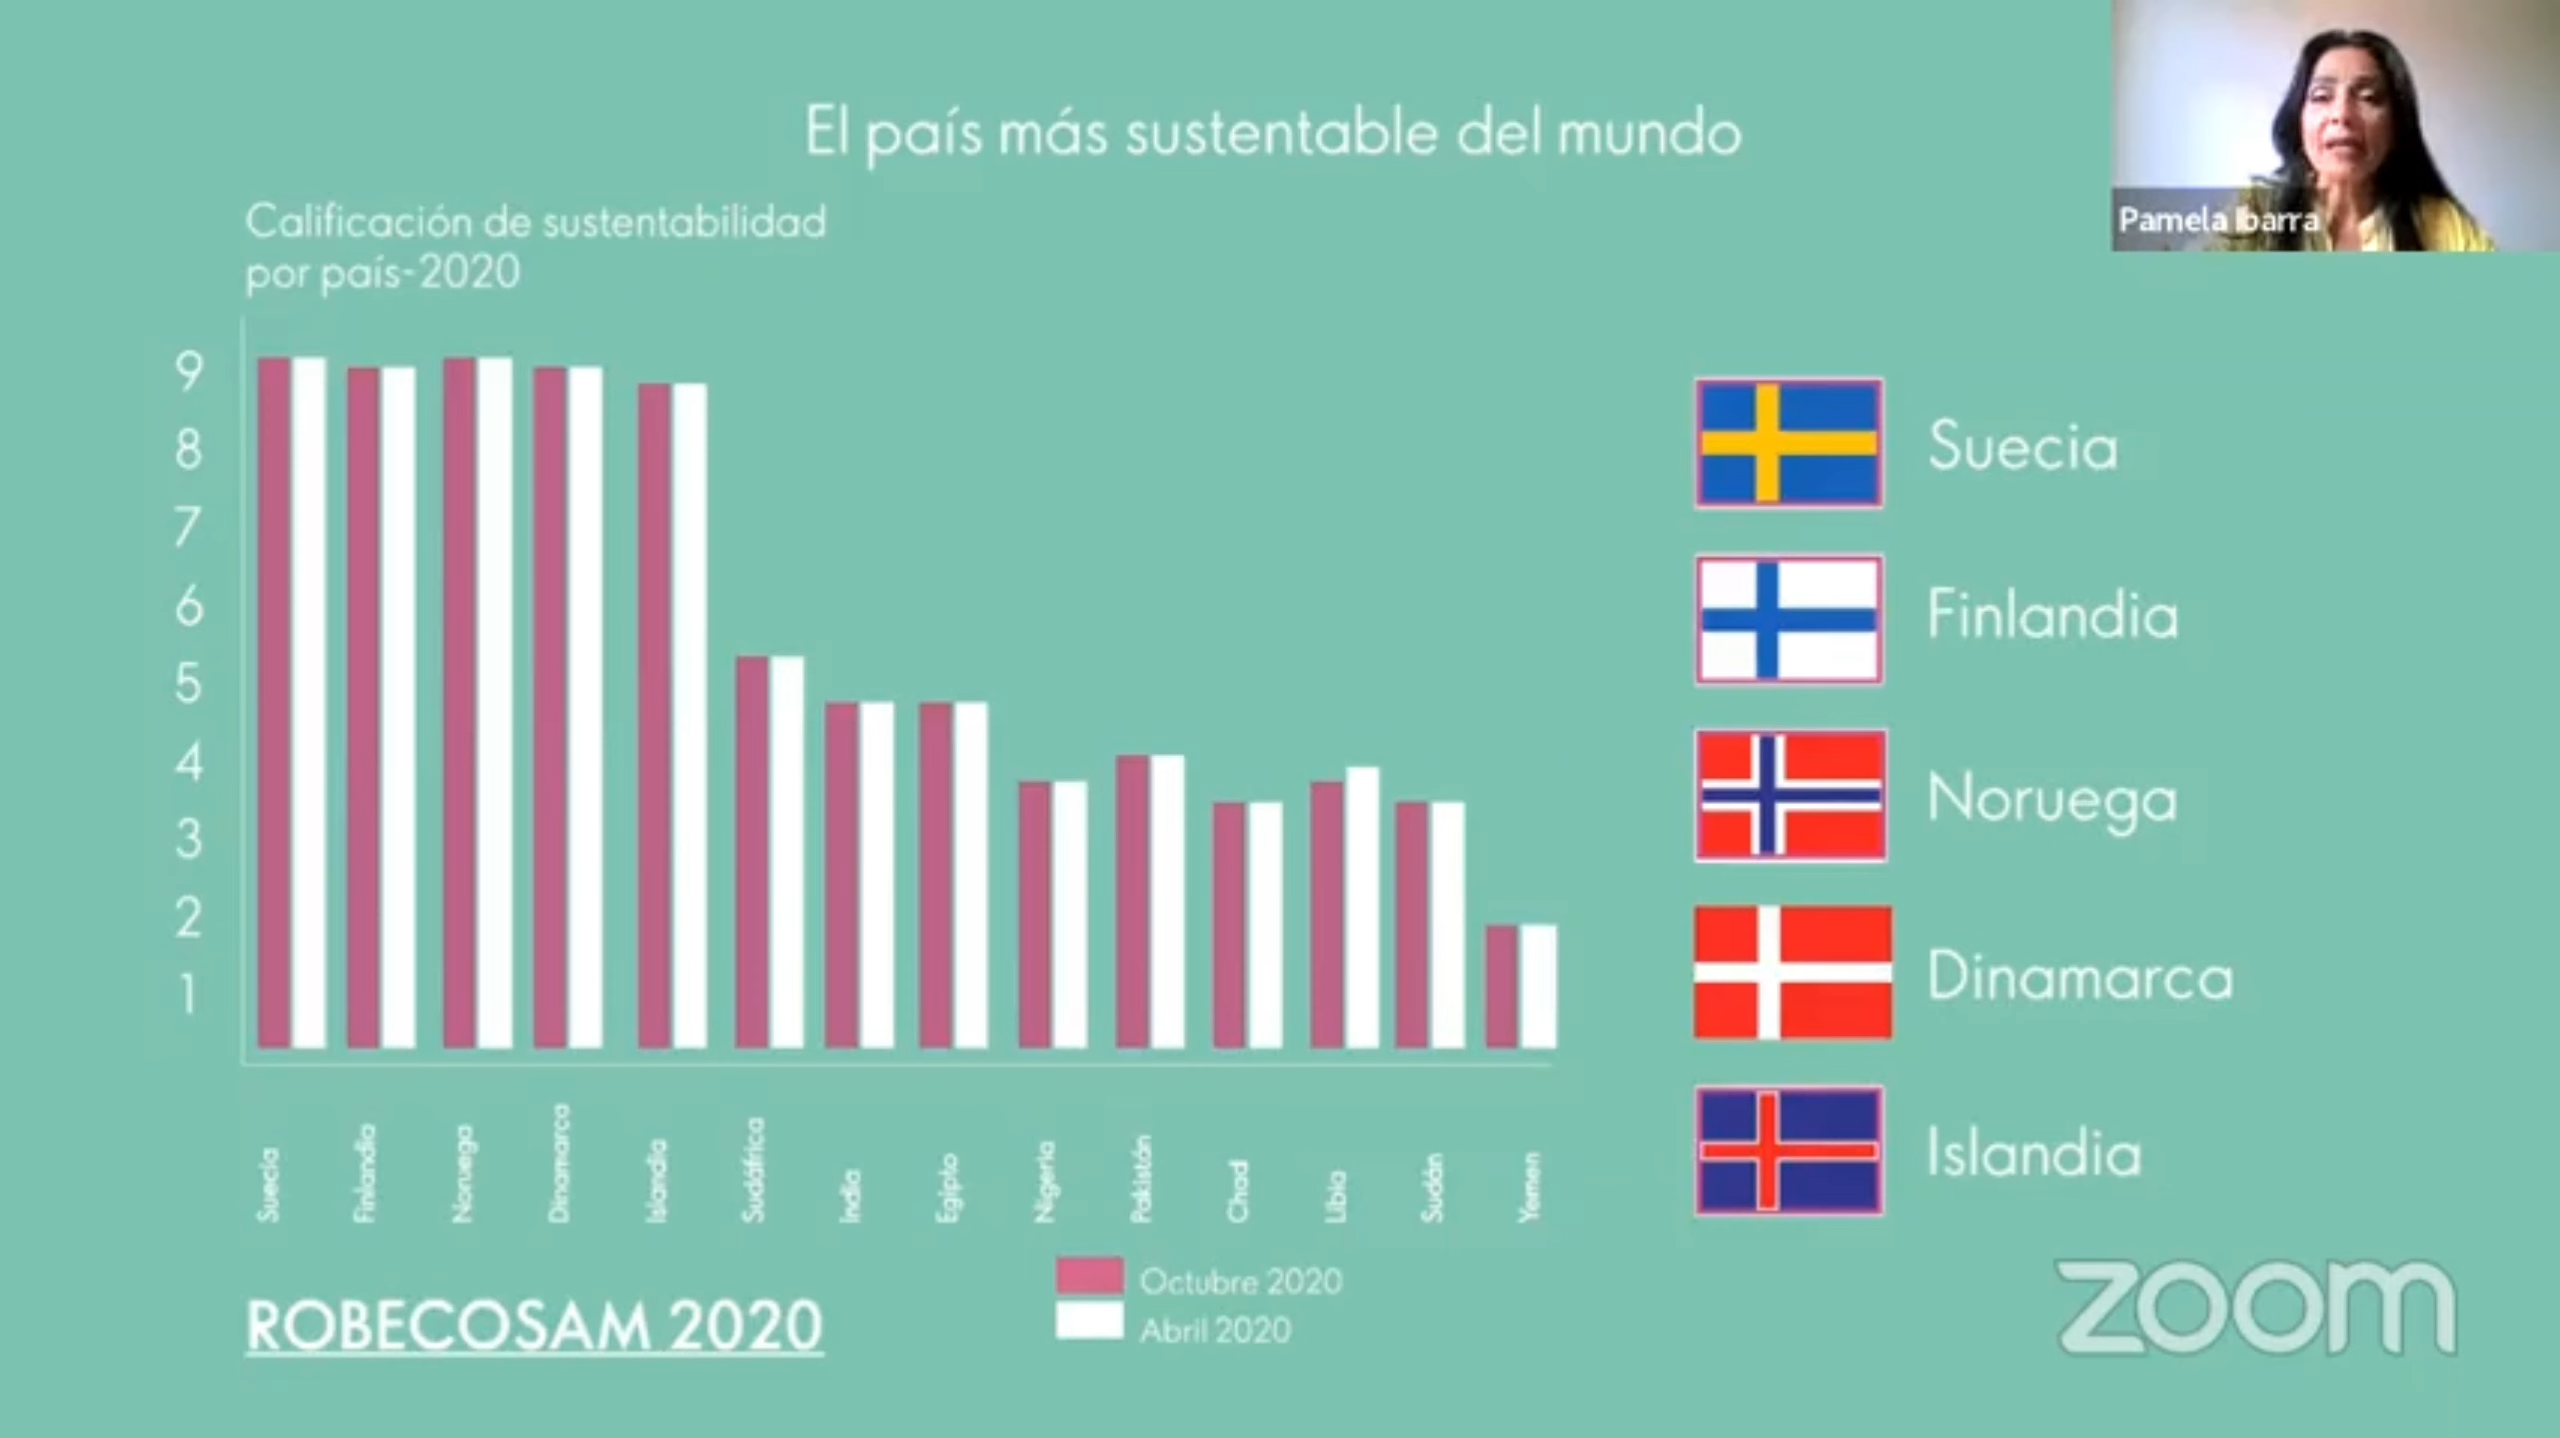 El país más sustentable del mundo
Pamela Ibarra
Calificación de sustentabilidad
por país-2020
9
8
7
6
5
4
3
2
1
Suecia
Finlandia
Noruega
Dinamarca
Islandia
Sudáfrica
India
Egipto
Nigeria
Pakistán
Chad
Libia
Sudán
Yemen
Octubre 2020
Abril 2020
ROBECOSAM 2020
Suecia
Finlandia
Noruega
Dinamarca
Islandia
zoom